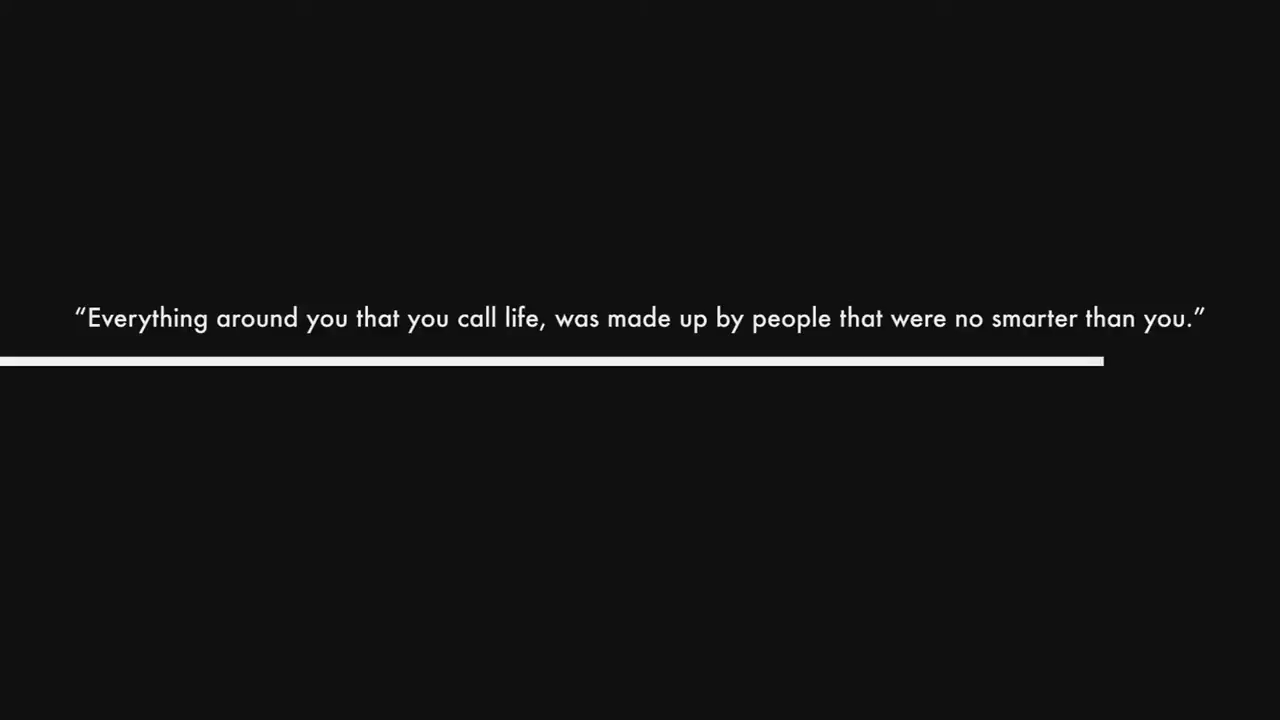 “Everything around you that you call life, was made up by people that were no smarter than you.”